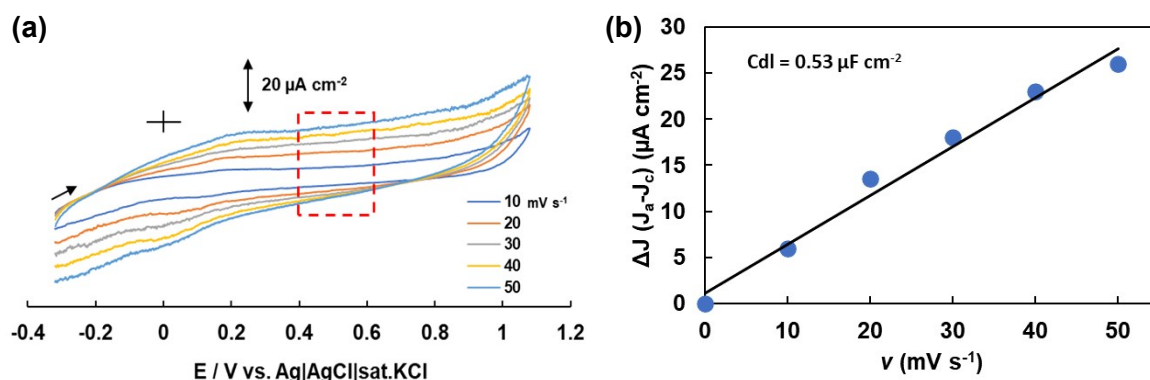 (a)
20 µA cm⁻²
10 mV s⁻¹
20
30
40
50
-0.4 -0.2 0 0.2 0.4 0.6 0.8 1 1.2
E / V vs. Ag|AgCl|sat.KCl
(b)
Cdl = 0.53 µF cm⁻²
ΔJ (Jₐ-J꜀) (µA cm⁻²)
30
25
20
15
10
5
0
0 10 20 30 40 50
v (mV s⁻¹)